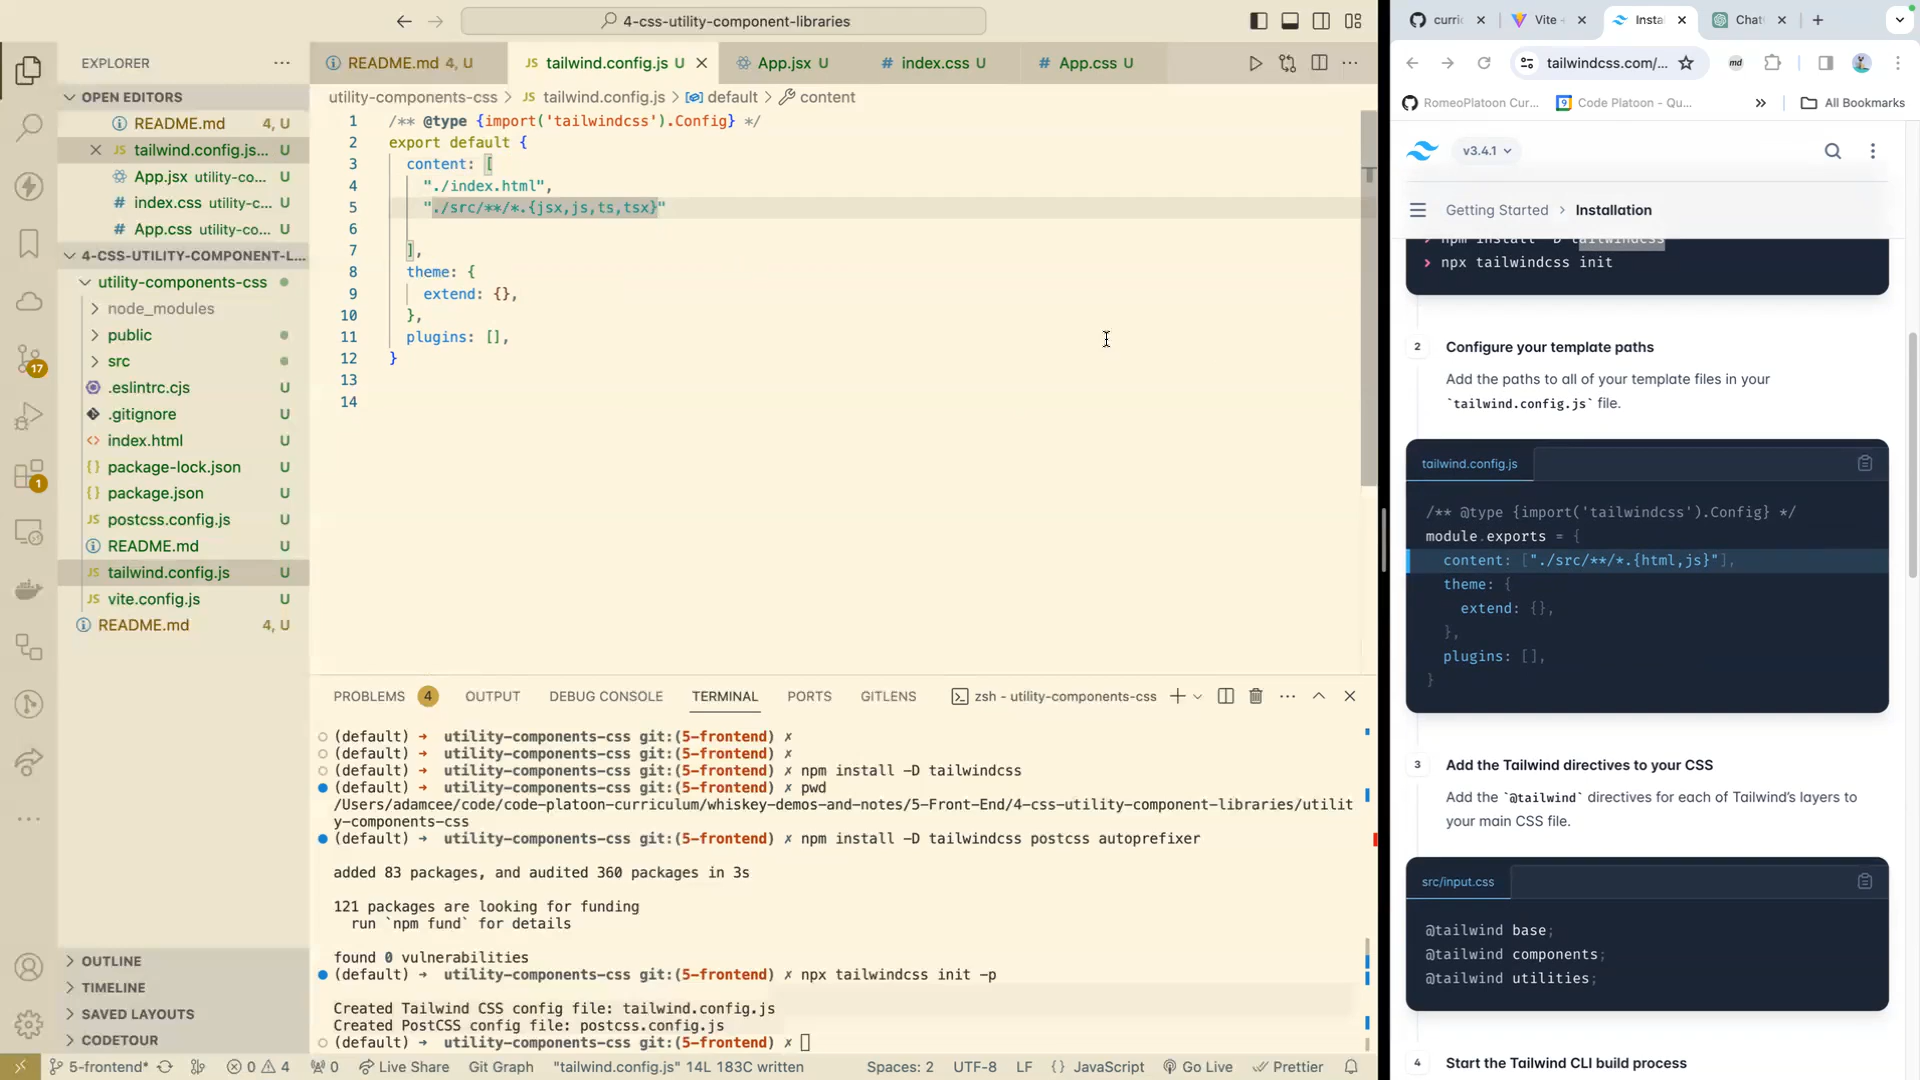 4-css-utility-component-libraries
EXPLORER
OPEN EDITORS
README.md 4, U
tailwind.config.js... U
App.jsx utility-co... U
index.css utility-c... U
App.css utility-co... U
4-CSS-UTILITY-COMPONENT-L...
utility-components-css
node_modules
public
src
.eslintrc.cjs U
.gitignore U
index.html U
package-lock.json U
package.json U
postcss.config.js U
README.md U
tailwind.config.js U
vite.config.js U
README.md 4, U
OUTLINE
TIMELINE
SAVED LAYOUTS
CODETOUR
17
1
README.md 4, U
tailwind.config.js U
App.jsx U
index.css U
App.css U
utility-components-css > tailwind.config.js > default > content
1 /** @type {import('tailwindcss').Config} */
2 export default {
3 content: [
4 "./index.html",
5 "./src/**/*.{jsx,js,ts,tsx}"
6
7 ],
8 theme: {
9 extend: {},
10 },
11 plugins: [],
12 }
13
14
PROBLEMS 4 OUTPUT DEBUG CONSOLE TERMINAL PORTS GITLENS zsh - utility-components-css
(default) → utility-components-css git:(5-frontend) ✗
(default) → utility-components-css git:(5-frontend) ✗
(default) → utility-components-css git:(5-frontend) ✗ npm install -D tailwindcss
(default) → utility-components-css git:(5-frontend) ✗ pwd
/Users/adamcee/code/code-platoon-curriculum/whiskey-demos-and-notes/5-Front-End/4-css-utility-component-libraries/utilit
y-components-css
(default) → utility-components-css git:(5-frontend) ✗ npm install -D tailwindcss postcss autoprefixer
added 83 packages, and audited 360 packages in 3s
121 packages are looking for funding
run `npm fund` for details
found 0 vulnerabilities
(default) → utility-components-css git:(5-frontend) ✗ npx tailwindcss init -p
Created Tailwind CSS config file: tailwind.config.js
Created PostCSS config file: postcss.config.js
(default) → utility-components-css git:(5-frontend) ✗
5-frontend* 0 4 0 Live Share Git Graph "tailwind.config.js" 14L 183C written Spaces: 2 UTF-8 LF {} JavaScript Go Live Prettier
curri Vite Insta Chat
tailwindcss.com/... md
RomeoPlatoon Cur... Code Platoon - Qu... » All Bookmarks
v3.4.1
Getting Started > Installation
npm install -D tailwindcss
> npx tailwindcss init
2 Configure your template paths
Add the paths to all of your template files in your
`tailwind.config.js` file.
tailwind.config.js
/** @type {import('tailwindcss').Config} */
module.exports = {
content: ["./src/**/*.{html,js}"],
theme: {
extend: {},
},
plugins: [],
}
3 Add the Tailwind directives to your CSS
Add the `@tailwind` directives for each of Tailwind's layers to
your main CSS file.
src/input.css
@tailwind base;
@tailwind components;
@tailwind utilities;
4 Start the Tailwind CLI build process